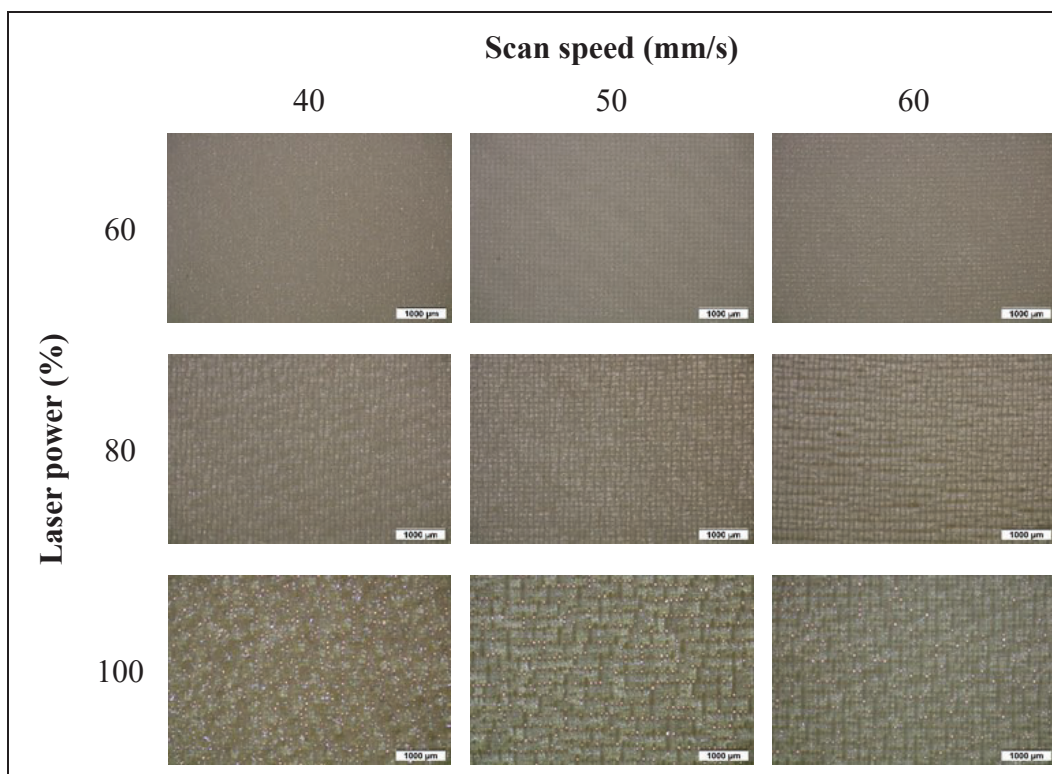 Scan speed (mm/s)
40 50 60
Laser power (%)
60
1000 µm 1000 µm 1000 µm
80
1000 µm 1000 µm 1000 µm
100
1000 µm 1000 µm 1000 µm